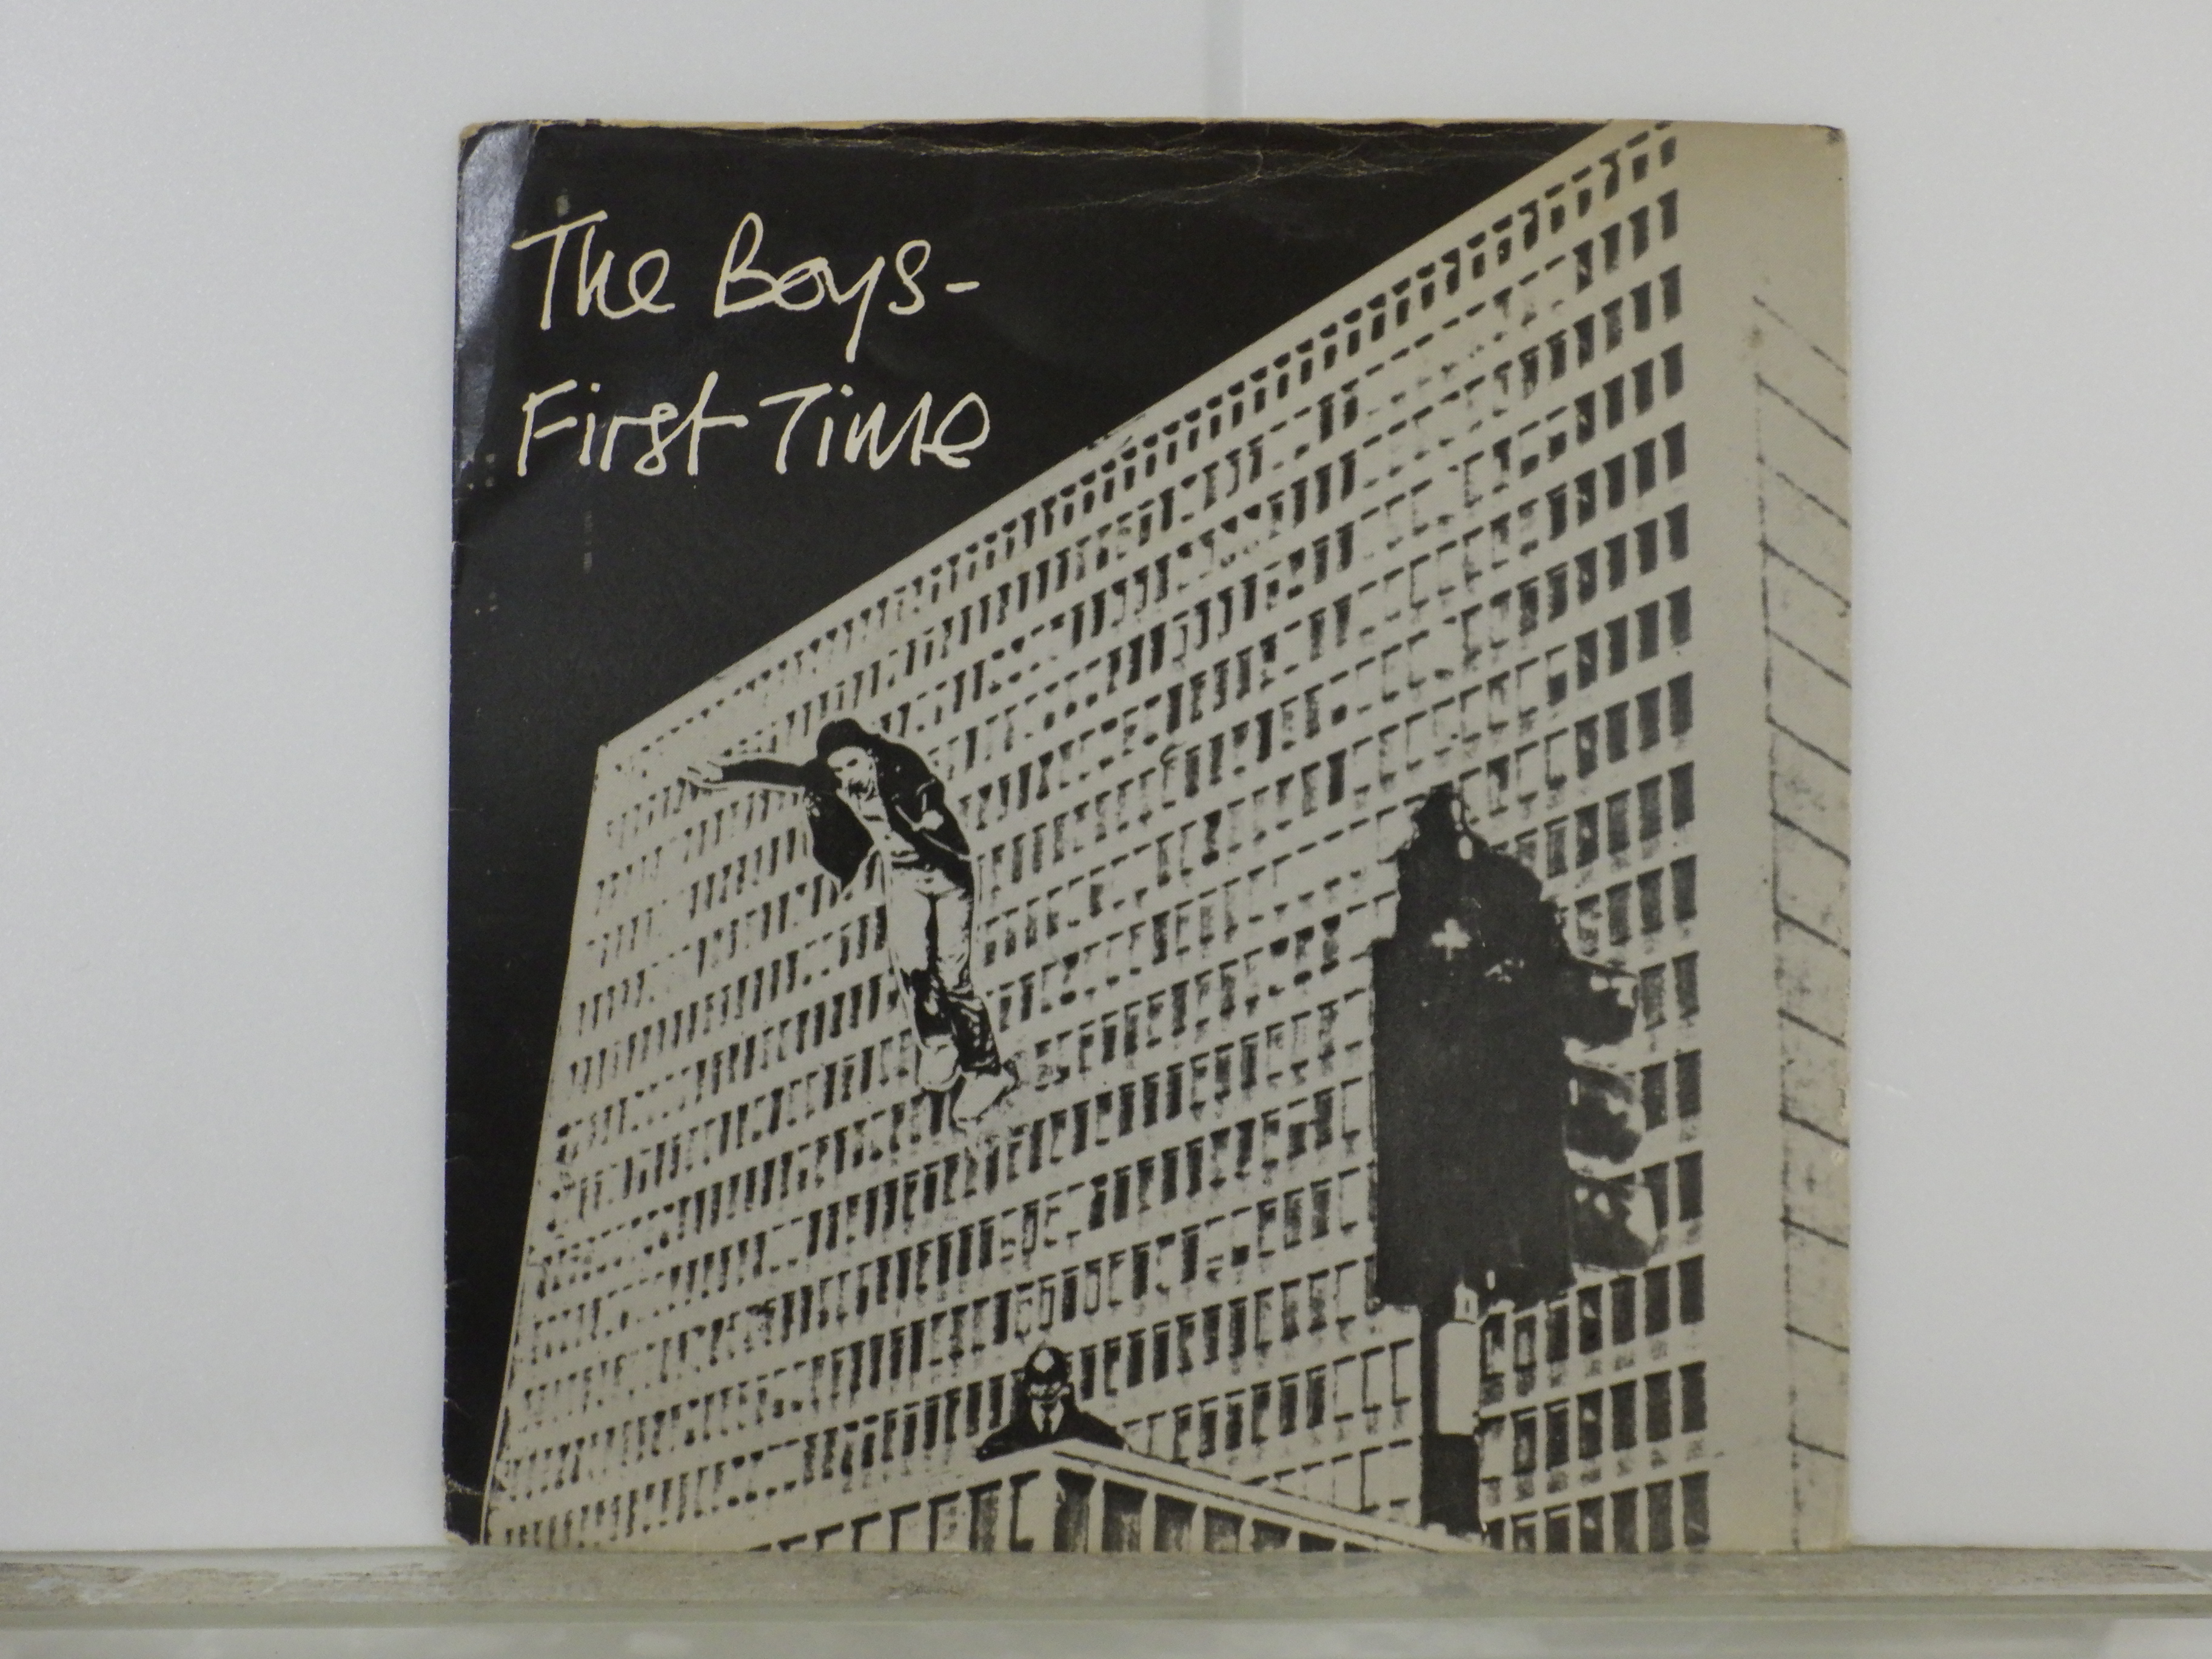 The Boys-
First Time